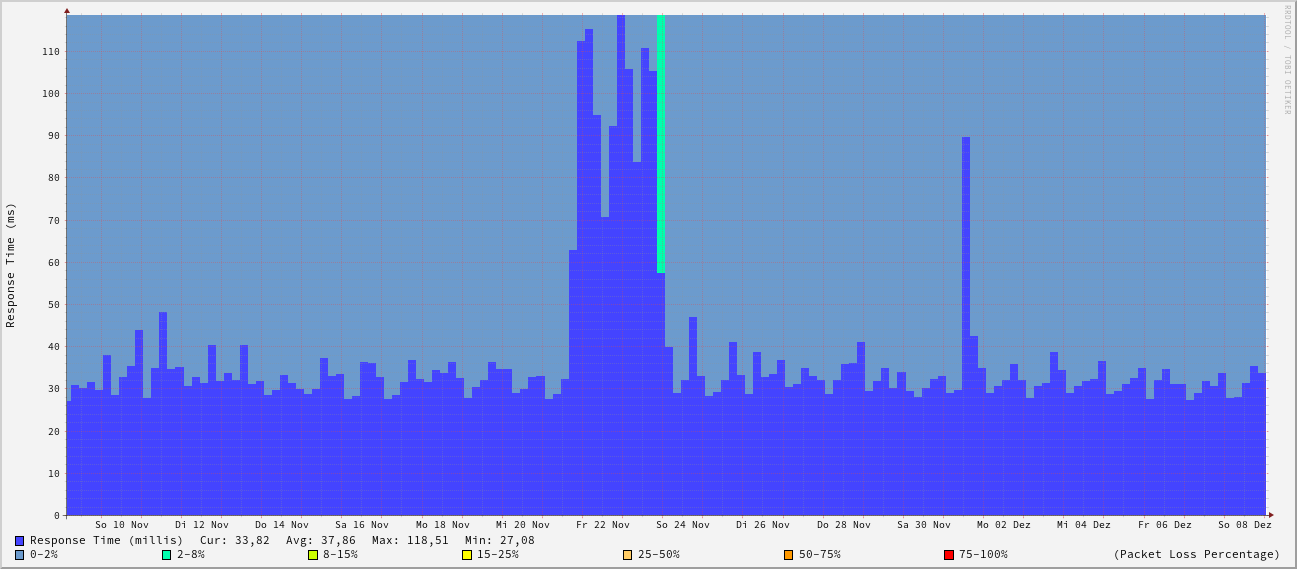 RRDTOOL / TOBI OETIKER
Response Time (ms)
110
100
90
80
70
60
50
40
30
20
10
0
So 10 Nov Di 12 Nov Do 14 Nov Sa 16 Nov Mo 18 Nov Mi 20 Nov Fr 22 Nov So 24 Nov Di 26 Nov Do 28 Nov Sa 30 Nov Mo 02 Dez Mi 04 Dez Fr 06 Dez So 08 Dez
Response Time (millis) Cur: 33,82 Avg: 37,86 Max: 118,51 Min: 27,08
0-2% 2-8% 8-15% 15-25% 25-50% 50-75% 75-100% (Packet Loss Percentage)